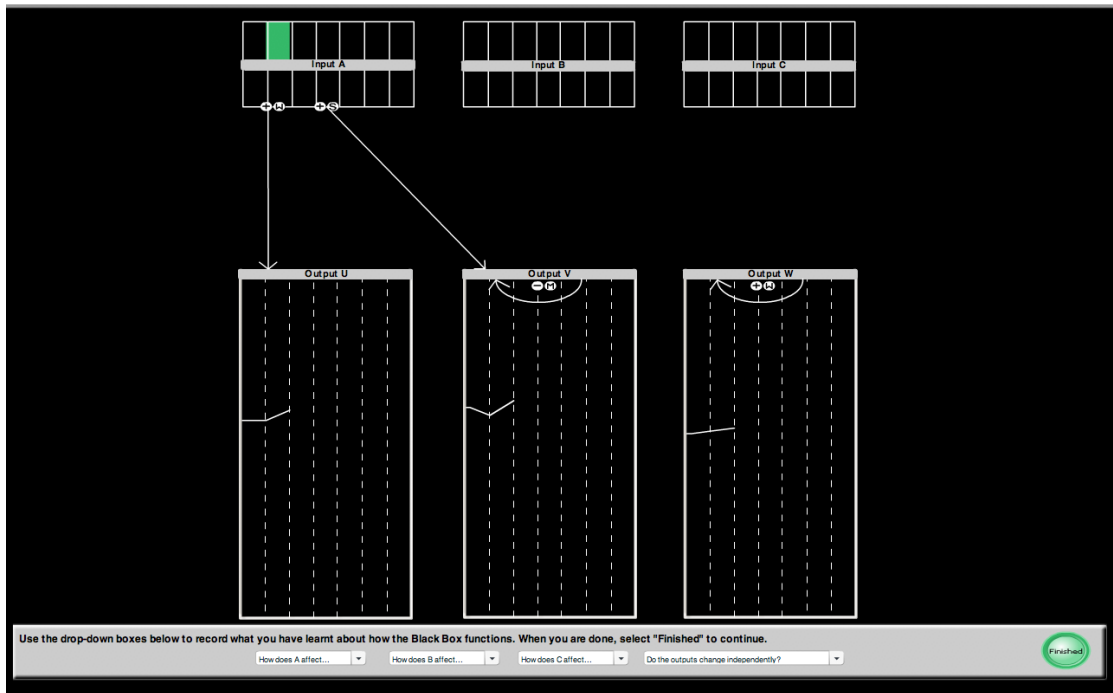 Input A
Input B
Input C
+ W
+ S
Output U
Output V
Output W
− M
+ W
Use the drop-down boxes below to record what you have learnt about how the Black Box functions. When you are done, select "Finished" to continue.
How does A affect...
How does B affect...
How does C affect...
Do the outputs change independently?
Finished